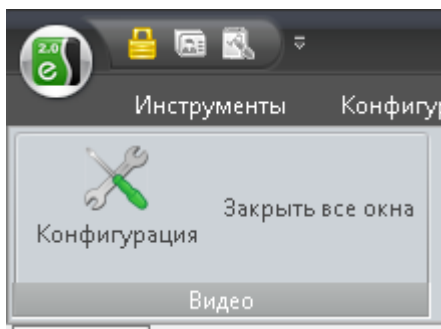 2.0
e
Инструменты Конфигур
Конфигурация
Закрыть все окна
Видео